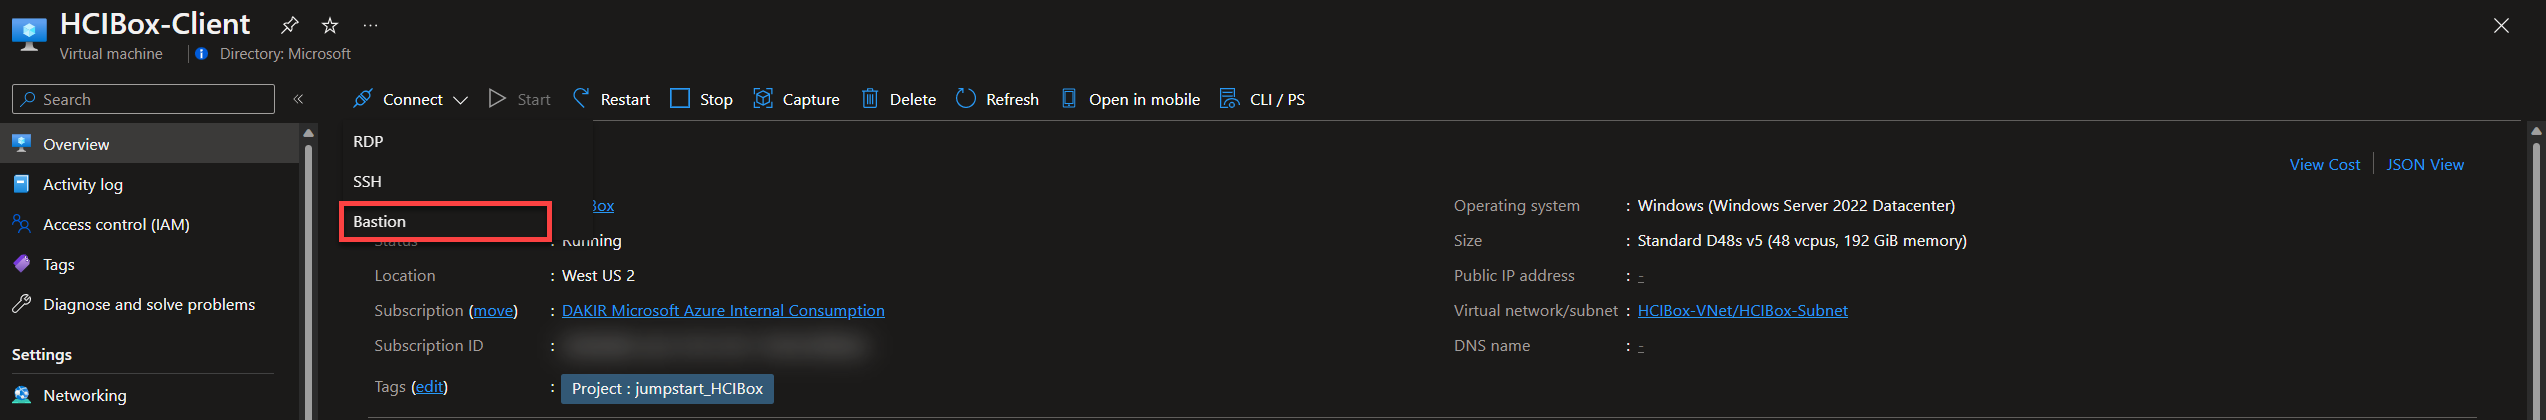 HCIBox-Client
Virtual machine
Directory: Microsoft
Search
Overview
Activity log
Access control (IAM)
Tags
Diagnose and solve problems
Settings
Networking
Connect
Start
Restart
Stop
Capture
Delete
Refresh
Open in mobile
CLI / PS
RDP
SSH
Bastion
View Cost
JSON View
Box
Status : Running
Location : West US 2
Subscription (move) : DAKIR Microsoft Azure Internal Consumption
Subscription ID :
Tags (edit) : Project : jumpstart_HCIBox
Operating system : Windows (Windows Server 2022 Datacenter)
Size : Standard D48s v5 (48 vcpus, 192 GiB memory)
Public IP address : -
Virtual network/subnet : HCIBox-VNet/HCIBox-Subnet
DNS name : -